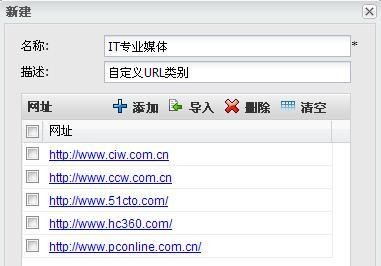 新建
名称: IT专业媒体 *
描述: 自定义URL类别
网址 添加 导入 删除 清空
网址
http://www.ciw.com.cn
http://www.ccw.com.cn
http://www.51cto.com/
http://www.hc360.com/
http://www.pconline.com.cn/